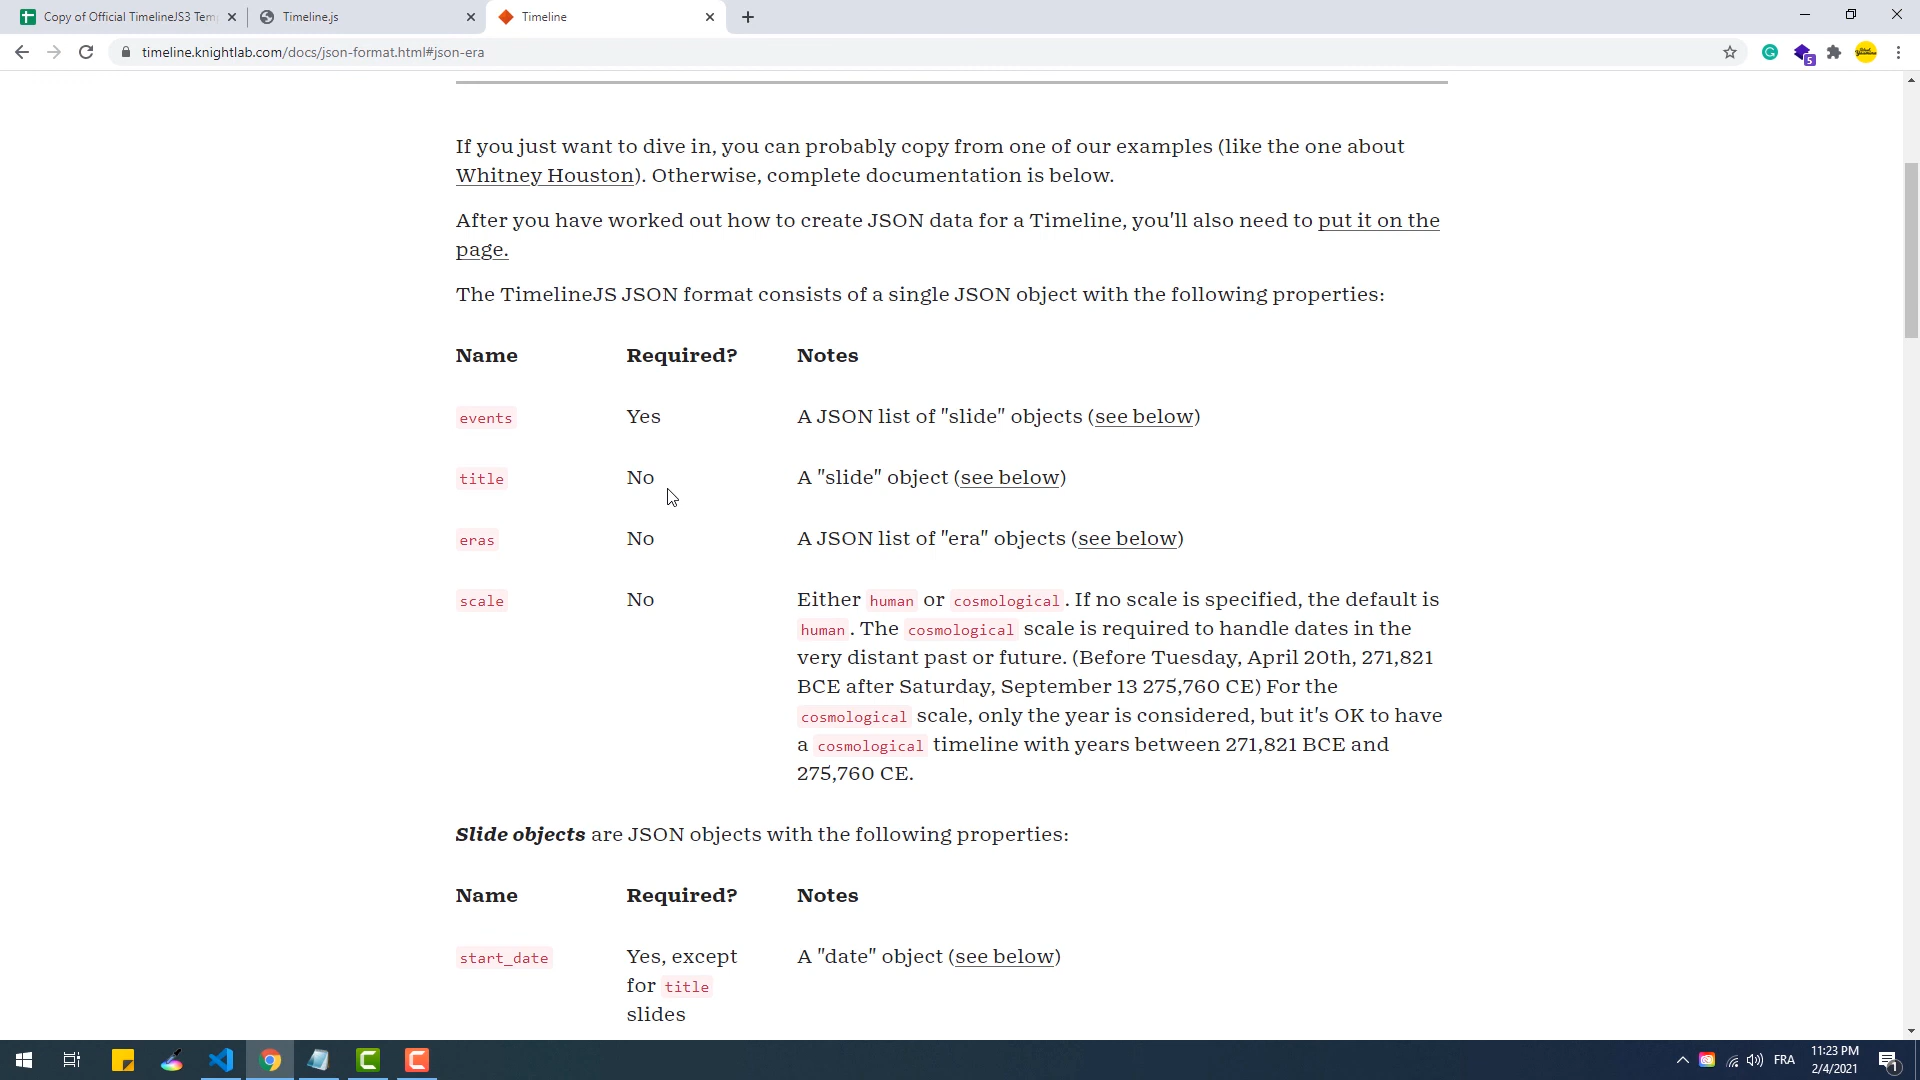 Copy of Official TimelineJS3 Tem
Timeline.js
Timeline
timeline.knightlab.com/docs/json-format.html#json-era
5
If you just want to dive in, you can probably copy from one of our examples (like the one about
Whitney Houston). Otherwise, complete documentation is below.
After you have worked out how to create JSON data for a Timeline, you'll also need to put it on the
page.
The TimelineJS JSON format consists of a single JSON object with the following properties:
Name Required? Notes
events Yes A JSON list of "slide" objects (see below)
title No A "slide" object (see below)
eras No A JSON list of "era" objects (see below)
scale No Either human or cosmological. If no scale is specified, the default is
human. The cosmological scale is required to handle dates in the
very distant past or future. (Before Tuesday, April 20th, 271,821
BCE after Saturday, September 13 275,760 CE) For the
cosmological scale, only the year is considered, but it's OK to have
a cosmological timeline with years between 271,821 BCE and
275,760 CE.
Slide objects are JSON objects with the following properties:
Name Required? Notes
start_date Yes, except A "date" object (see below)
for title
slides
FRA
11:23 PM
2/4/2021
1